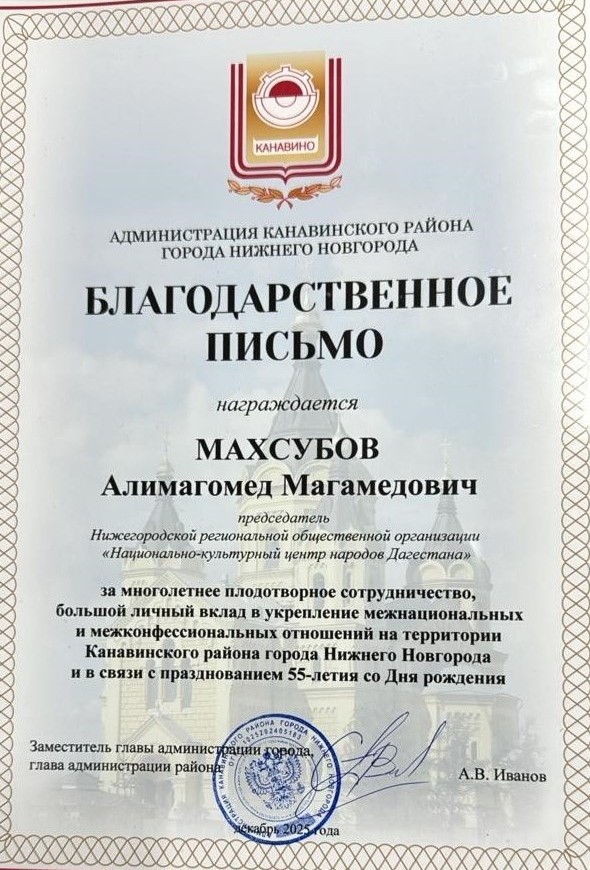 КАНАВИНО
АДМИНИСТРАЦИЯ КАНАВИНСКОГО РАЙОНА
ГОРОДА НИЖНЕГО НОВГОРОДА
БЛАГОДАРСТВЕННОЕ
ПИСЬМО
награждается
МАХСУБОВ
Алимагомед Магамедович
председатель
Нижегородской региональной общественной организации
«Национально-культурный центр народов Дагестана»
за многолетнее плодотворное сотрудничество,
большой личный вклад в укрепление межнациональных
и межконфессиональных отношений на территории
Канавинского района города Нижнего Новгорода
и в связи с празднованием 55-летия со Дня рождения
Заместитель главы администрации города,
глава администрации района
А.В. Иванов
декабрь 2025 года